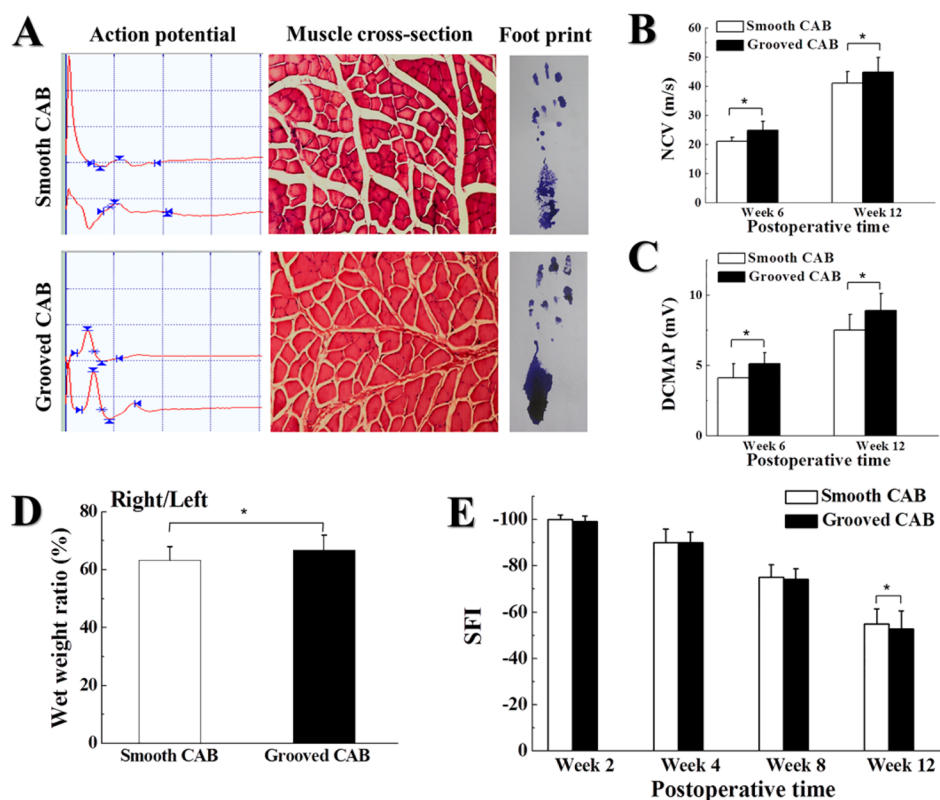 A
Action potential
Muscle cross-section
Foot print
Smooth CAB
Grooved CAB
B
Smooth CAB
Grooved CAB
NCV (m/s)
60
50
40
30
20
10
0
*
*
Week 6
Week 12
Postoperative time
C
Smooth CAB
Grooved CAB
DCMAP (mV)
10
5
0
*
*
Week 6
Week 12
Postoperative time
D
Right/Left
Wet weight ratio (%)
80
60
40
20
0
*
Smooth CAB
Grooved CAB
E
Smooth CAB
Grooved CAB
SFI
-100
-80
-60
-40
-20
0
*
Week 2
Week 4
Week 8
Week 12
Postoperative time